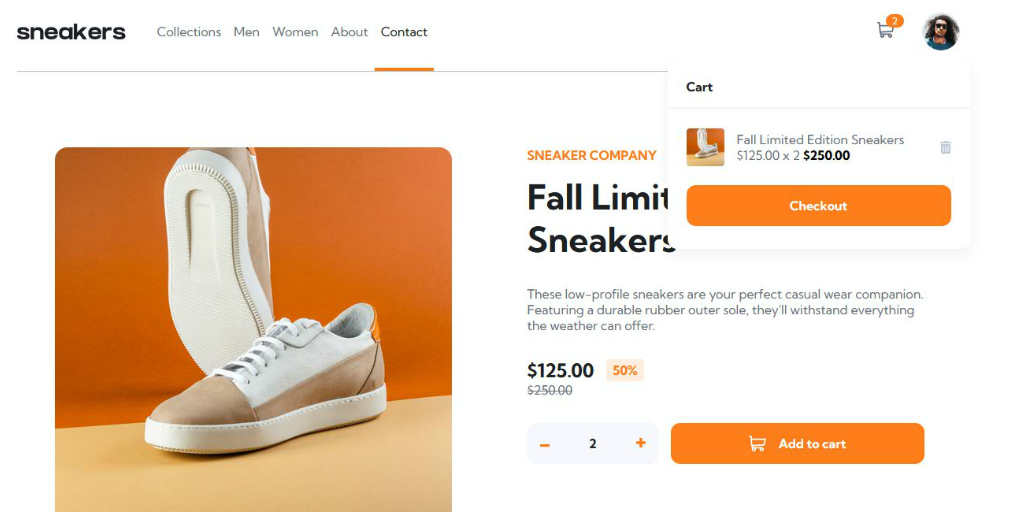 sneakers
Collections Men Women About Contact
2
Cart
Fall Limited Edition Sneakers
$125.00 x 2 $250.00
Checkout
SNEAKER COMPANY
Fall Limit
Sneakers
These low-profile sneakers are your perfect casual wear companion.
Featuring a durable rubber outer sole, they'll withstand everything
the weather can offer.
$125.00 50%
$250.00
2
Add to cart